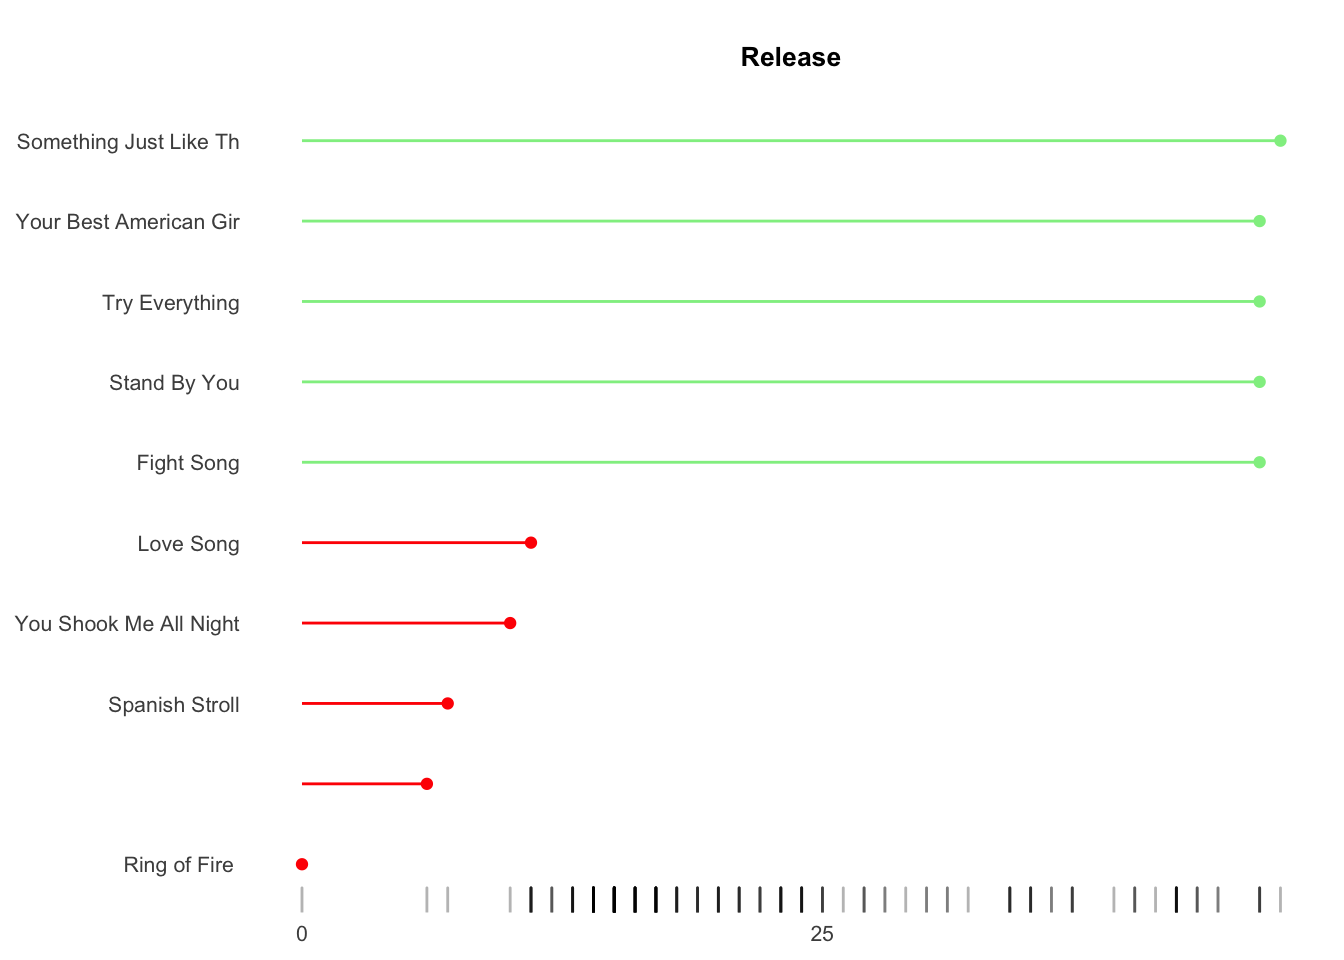 Release
Something Just Like Th
Your Best American Gir
Try Everything
Stand By You
Fight Song
Love Song
You Shook Me All Night
Spanish Stroll
Ring of Fire
0 25